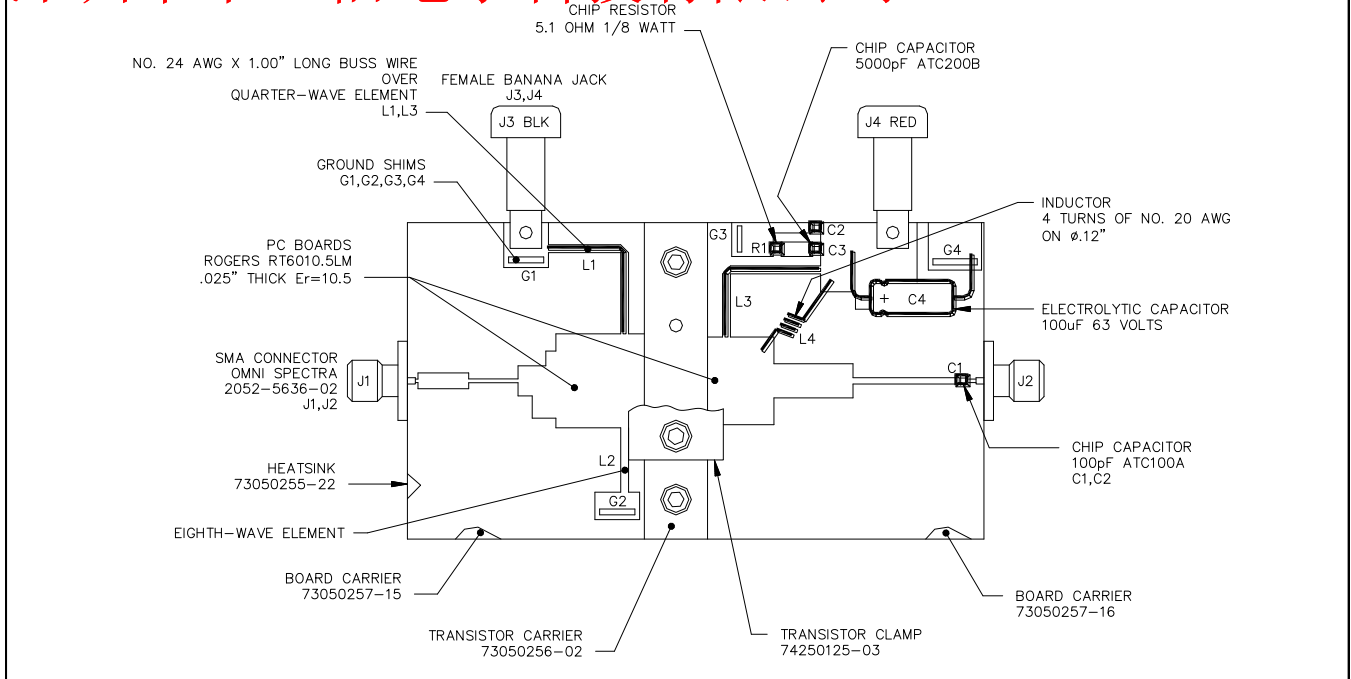 CHIP RESISTOR
5.1 OHM 1/8 WATT
CHIP CAPACITOR
5000pF ATC200B
NO. 24 AWG X 1.00" LONG BUSS WIRE
OVER
QUARTER-WAVE ELEMENT
L1,L3
FEMALE BANANA JACK
J3,J4
J3 BLK
J4 RED
GROUND SHIMS
G1,G2,G3,G4
INDUCTOR
4 TURNS OF NO. 20 AWG
ON ø.12"
PC BOARDS
ROGERS RT6010.5LM
.025" THICK Er=10.5
G1
L1
G3
R1
C2
C3
G4
L3
L4
+ C4
ELECTROLYTIC CAPACITOR
100uF 63 VOLTS
SMA CONNECTOR
OMNI SPECTRA
2052-5636-02
J1,J2
J1
C1
J2
CHIP CAPACITOR
100pF ATC100A
C1,C2
L2
HEATSINK
73050255-22
G2
EIGHTH-WAVE ELEMENT
BOARD CARRIER
73050257-15
BOARD CARRIER
73050257-16
TRANSISTOR CARRIER
73050256-02
TRANSISTOR CLAMP
74250125-03